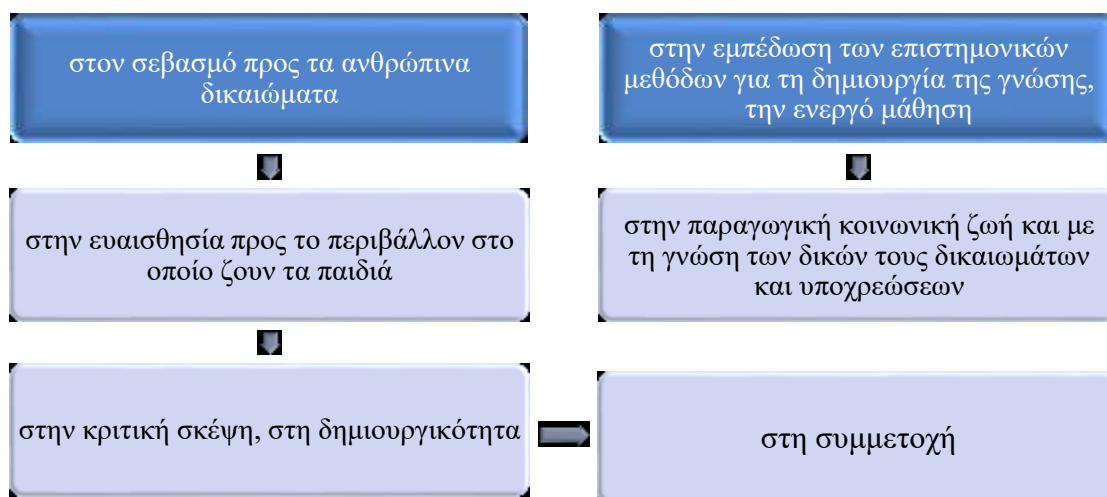 στον σεβασμό προς τα ανθρώπινα
δικαιώματα
στην ευαισθησία προς το περιβάλλον στο
οποίο ζουν τα παιδιά
στην κριτική σκέψη, στη δημιουργικότητα
στη συμμετοχή
στην εμπέδωση των επιστημονικών
μεθόδων για τη δημιουργία της γνώσης,
την ενεργό μάθηση
στην παραγωγική κοινωνική ζωή και με
τη γνώση των δικών τους δικαιωμάτων
και υποχρεώσεων